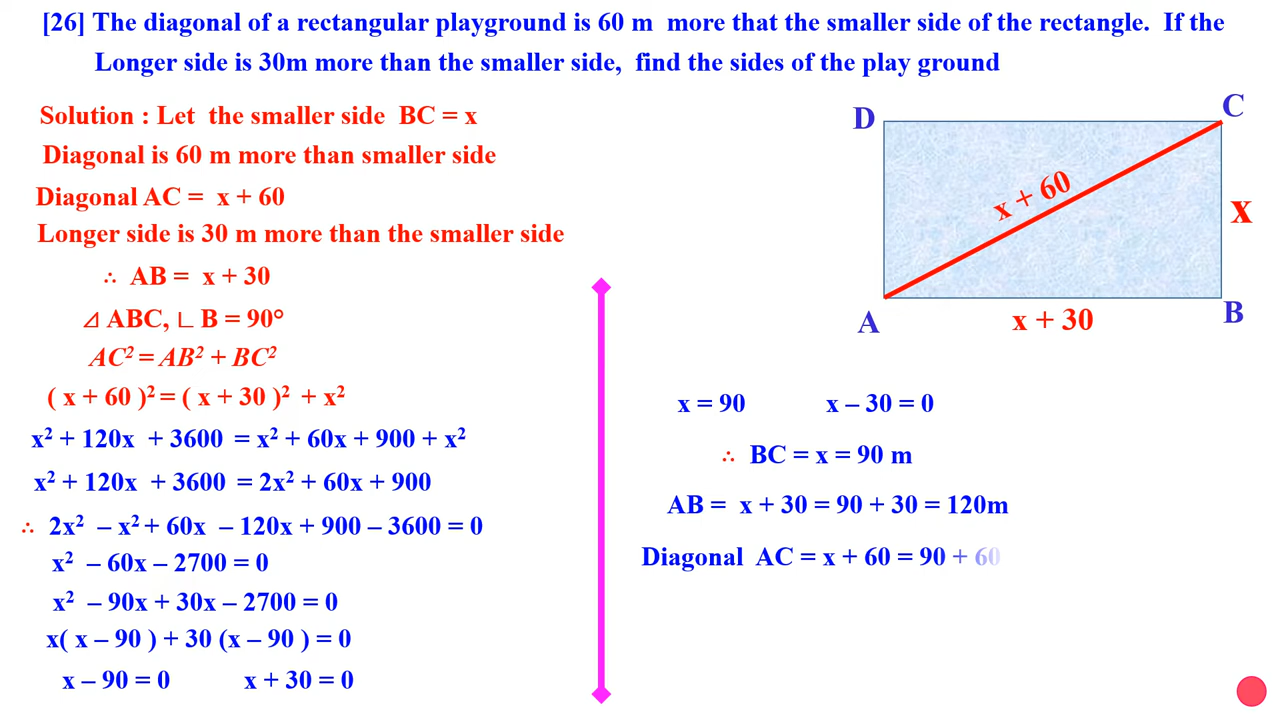 [26] The diagonal of a rectangular playground is 60 m more that the smaller side of the rectangle. If the
Longer side is 30m more than the smaller side, find the sides of the play ground
Solution : Let the smaller side BC = x
Diagonal is 60 m more than smaller side
Diagonal AC = x + 60
Longer side is 30 m more than the smaller side
∴ AB = x + 30
⊿ ABC, ∟ B = 90°
AC² = AB² + BC²
( x + 60 )² = ( x + 30 )² + x²
x² + 120x + 3600 = x² + 60x + 900 + x²
x² + 120x + 3600 = 2x² + 60x + 900
∴ 2x² – x² + 60x – 120x + 900 – 3600 = 0
x² – 60x – 2700 = 0
x² – 90x + 30x – 2700 = 0
x( x – 90 ) + 30 (x – 90 ) = 0
x – 90 = 0 x + 30 = 0
D
C
x + 60
x
A
B
x + 30
x = 90 x – 30 = 0
∴ BC = x = 90 m
AB = x + 30 = 90 + 30 = 120m
Diagonal AC = x + 60 = 90 + 60